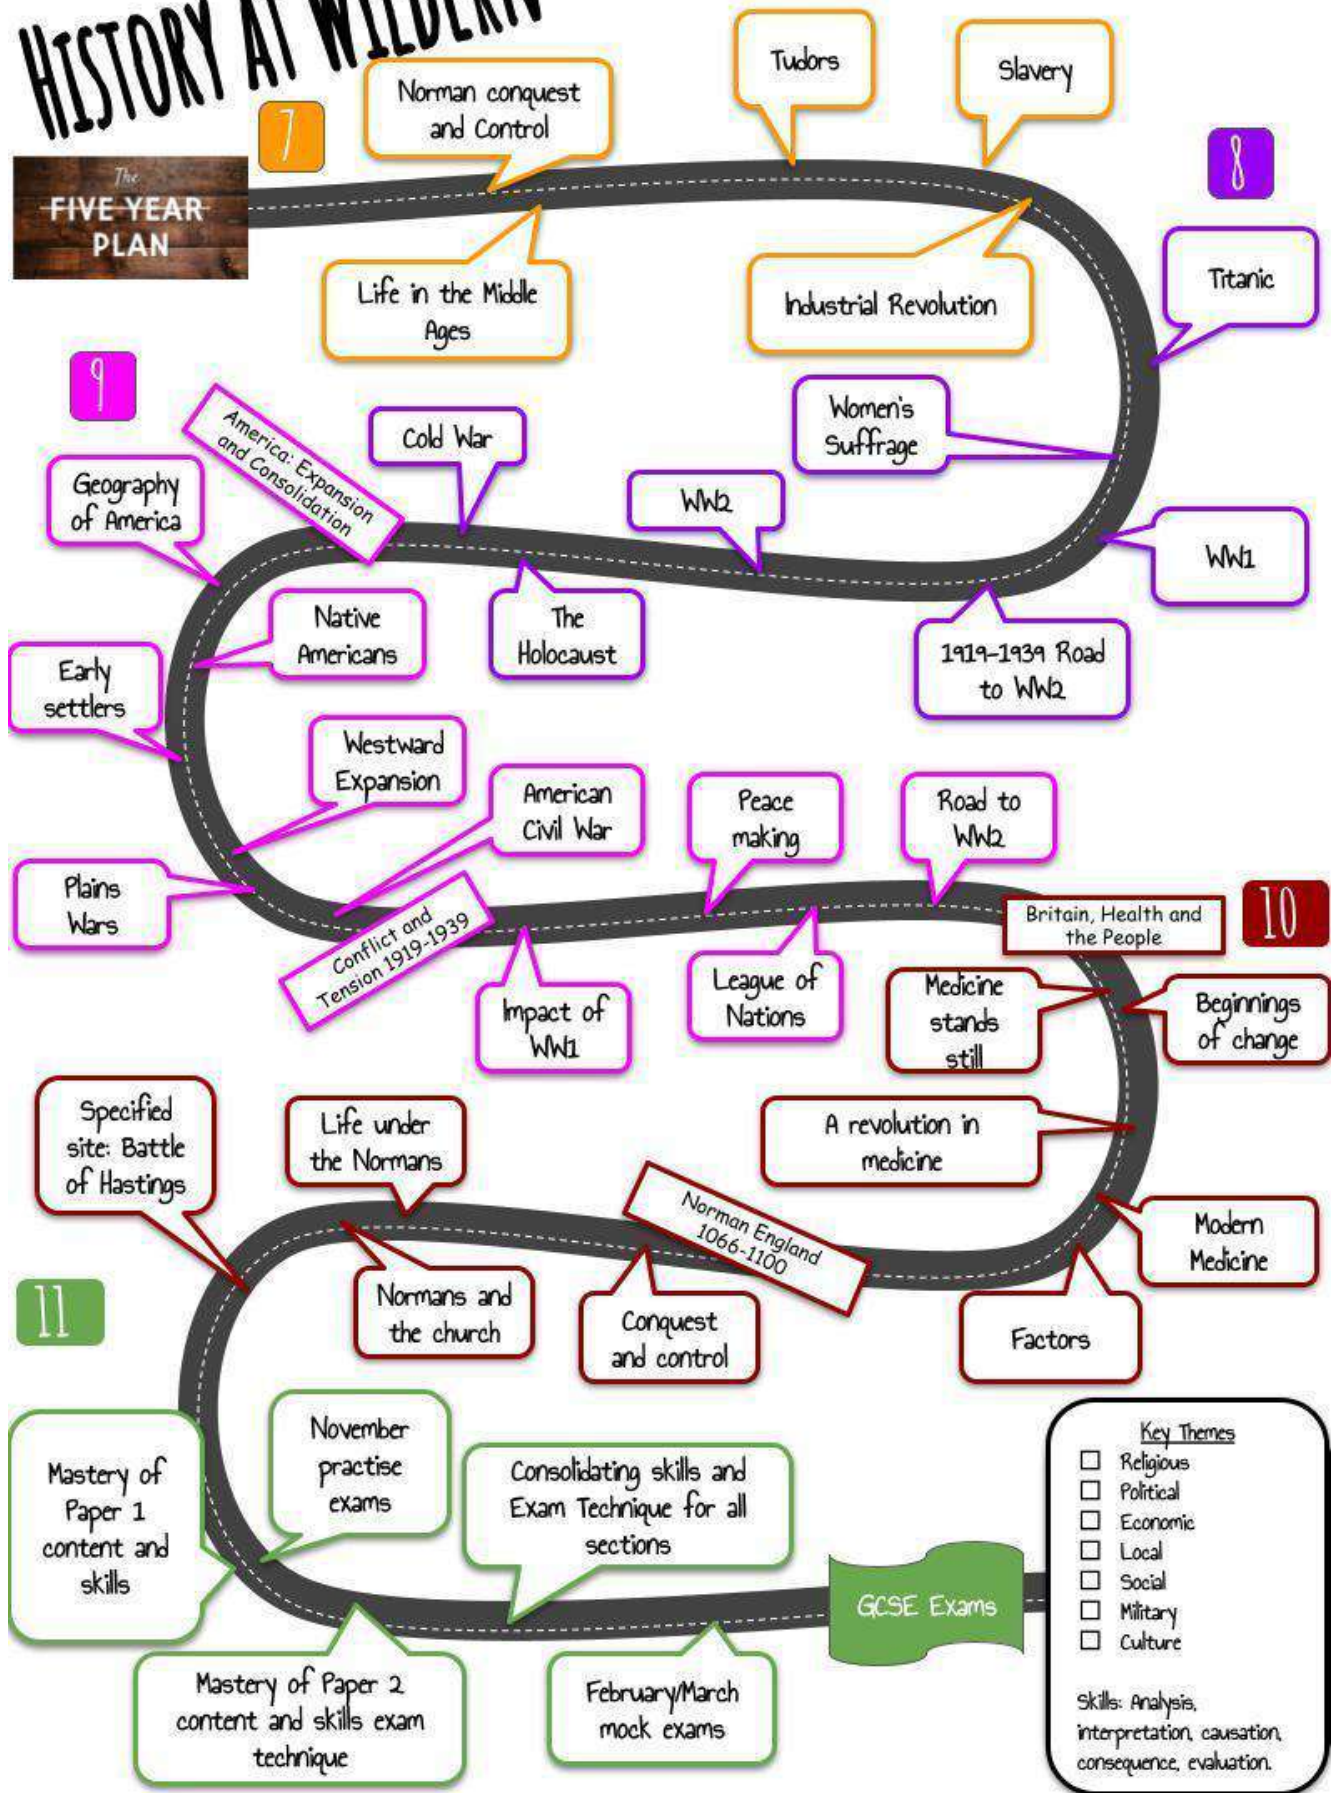 HISTORY AT WILDERN
The
FIVE YEAR
PLAN
7
Norman conquest
and Control
Tudors
Slavery
8
Life in the Middle
Ages
Industrial Revolution
Titanic
9
America: Expansion
and Consolidation
Cold War
Women's
Suffrage
Geography
of America
WW2
WW1
Native
Americans
The
Holocaust
1919-1939 Road
to WW2
Early
settlers
Westward
Expansion
American
Civil War
Peace
making
Road to
WW2
Plains
Wars
Conflict and
Tension 1919-1939
Britain, Health and
the People
10
Impact of
WW1
League of
Nations
Medicine
stands
still
Beginnings
of change
Specified
site: Battle
of Hastings
Life under
the Normans
A revolution in
medicine
Norman England
1066-1100
Modern
Medicine
11
Normans and
the church
Conquest
and control
Factors
Mastery of
Paper 1
content and
skills
November
practise
exams
Consolidating skills and
Exam Technique for all
sections
GCSE Exams
Mastery of Paper 2
content and skills exam
technique
February/March
mock exams
Key Themes
Religious
Political
Economic
Local
Social
Military
Culture
Skills: Analysis,
interpretation, causation,
consequence, evaluation.